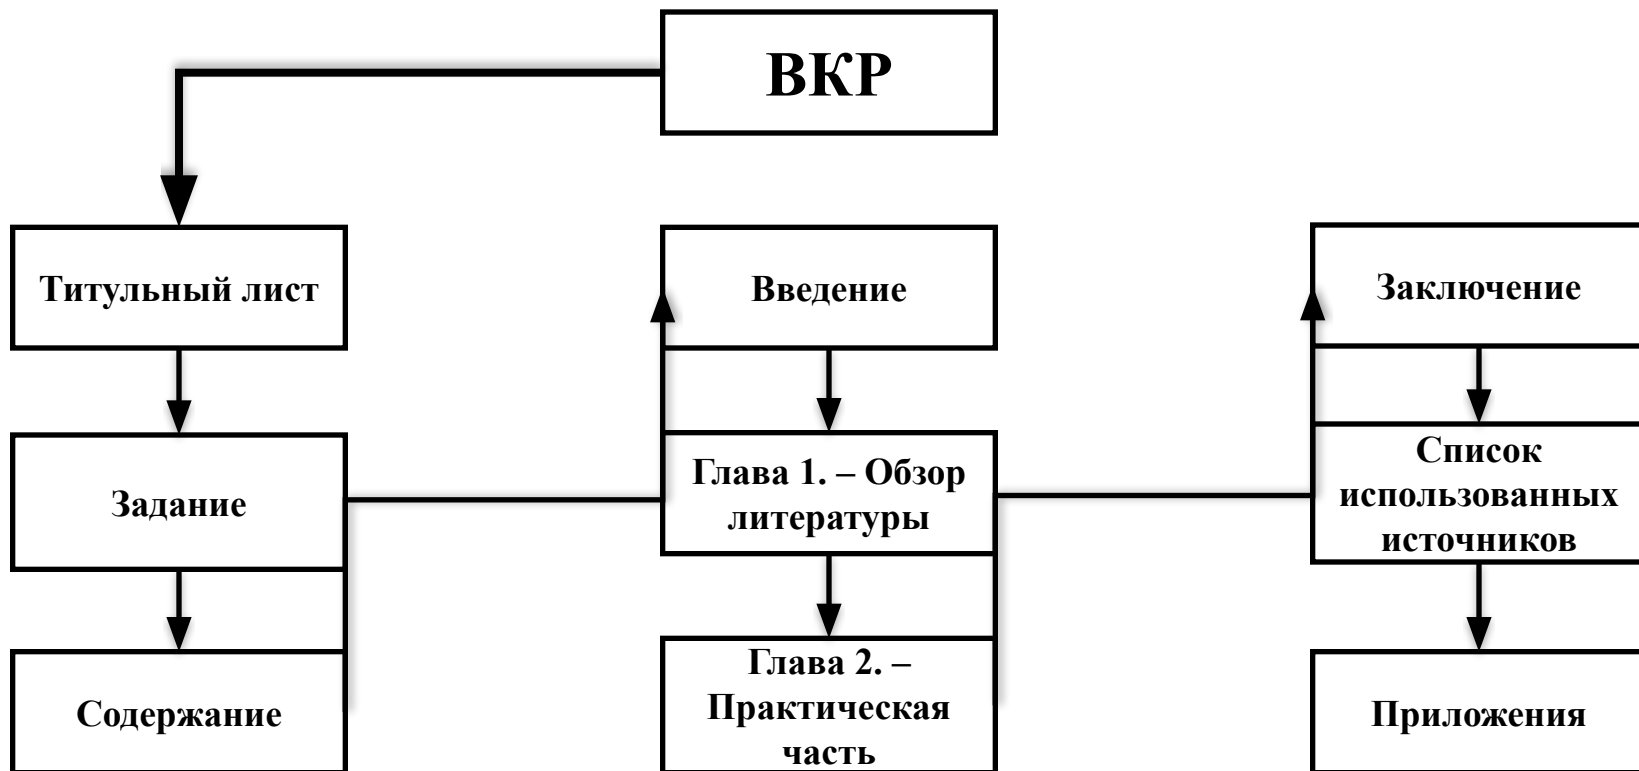 ВКР
Титульный лист
Задание
Содержание
Введение
Глава 1. – Обзор
литературы
Глава 2. –
Практическая
часть
Заключение
Список
использованных
источников
Приложения